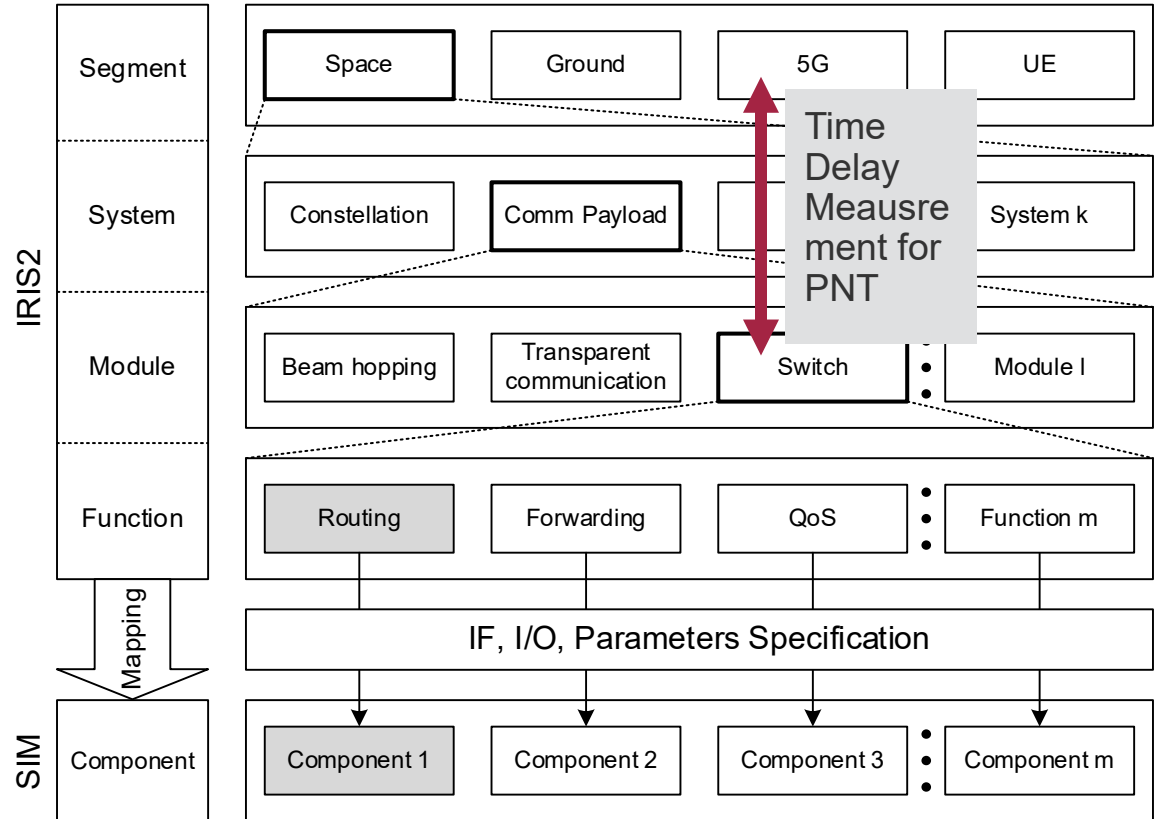 IRIS2
Segment
Space
Ground
5G
UE
Time
Delay
Meausre
ment for
PNT
System
Constellation
Comm Payload
System k
Module
Beam hopping
Transparent
communication
Switch
Module l
Function
Routing
Forwarding
QoS
Function m
Mapping
IF, I/O, Parameters Specification
SIM
Component
Component 1
Component 2
Component 3
Component m